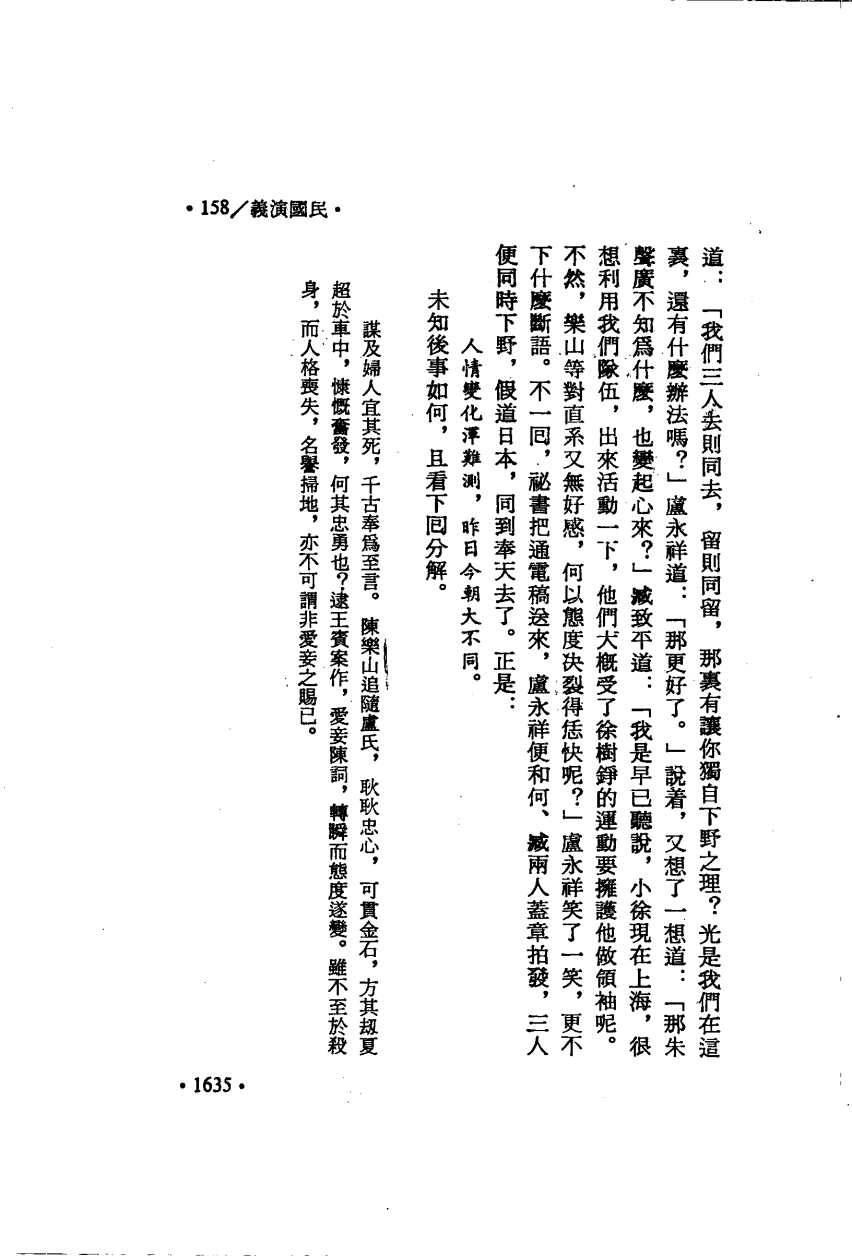 •158／義演國民•
道：「我們三人去則同去，留則同留，那裏有讓你獨自下野之理？光是我們在這
裏，還有什麼辦法嗎？」盧永祥道：「那更好了。」說着，又想了一想道：「那朱
聲廣不知爲什麼，也變起心來？」臧致平道：「我是早已聽說，小徐現在上海，很
想利用我們隊伍，出來活動一下，他們大概受了徐樹錚的運動要擁護他做領袖呢。
不然，樂山等對直系又無好感，何以態度決裂得恁快呢？」盧永祥笑了一笑，更不
下什麼斷語。不一囘，祕書把通電稿送來，盧永祥便和何、臧兩人蓋章拍發，三人
便同時下野，假道日本，同到奉天去了。正是：
人情變化渾難測，昨日今朝大不同。
未知後事如何，且看下囘分解。
謀及婦人宜其死，千古奉爲至言。陳樂山追隨盧氏，耿耿忠心，可貫金石，方其刼夏
超於車中，慷慨奮發，何其忠勇也？逮王賓案作，愛妾陳詞，轉瞬而態度遂變。雖不至於殺
身，而人格喪失，名譽掃地，亦不可謂非愛妾之賜已。
•1635•